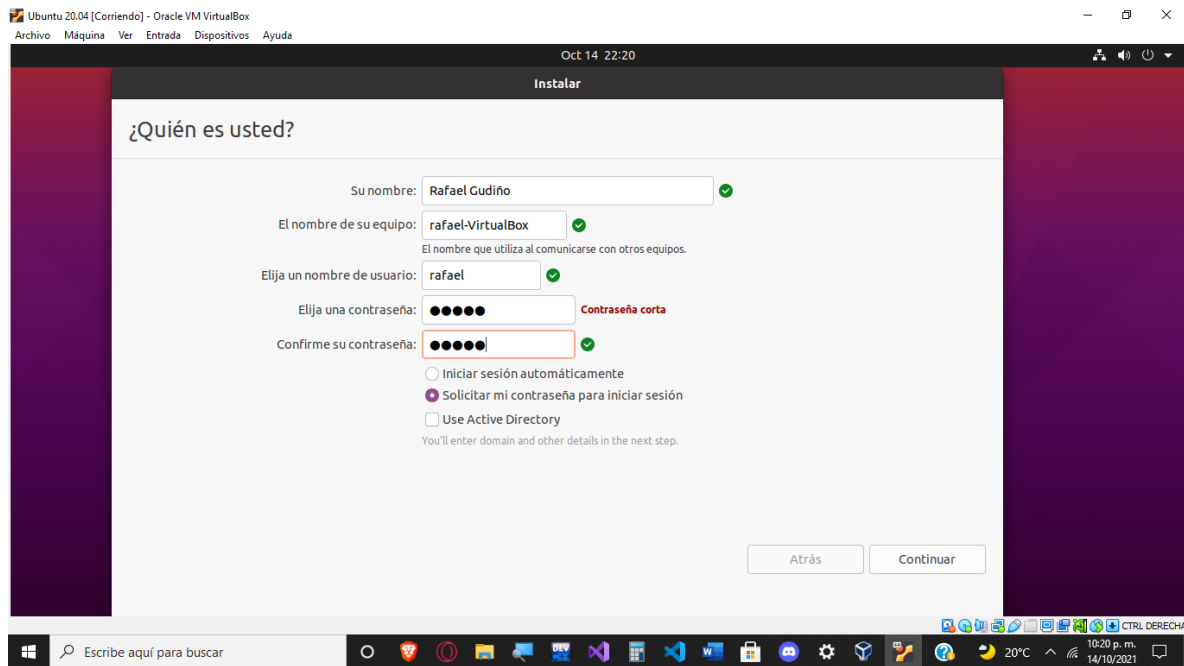 Ubuntu 20.04 [Corriendo] - Oracle VM VirtualBox
Archivo Máquina Ver Entrada Dispositivos Ayuda
Oct 14 22:20
Instalar
¿Quién es usted?
Su nombre: Rafael Gudiño
El nombre de su equipo: rafael-VirtualBox
El nombre que utiliza al comunicarse con otros equipos.
Elija un nombre de usuario: rafael
Elija una contraseña: ●●●●● Contraseña corta
Confirme su contraseña: ●●●●●
Iniciar sesión automáticamente
Solicitar mi contraseña para iniciar sesión
Use Active Directory
You'll enter domain and other details in the next step.
Atrás Continuar
CTRL DERECHA
Escribe aquí para buscar
DEV
20°C
10:20 p. m.
14/10/2021